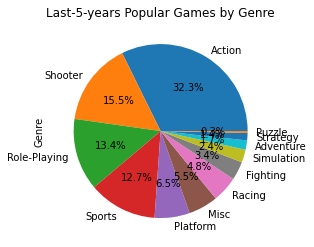 Last-5-years Popular Games by Genre
Action
Shooter
Role-Playing
Sports
Platform
Misc
Racing
Fighting
Simulation
Adventure
Strategy
Puzzle
Genre
32.3%
15.5%
13.4%
12.7%
6.5%
5.5%
4.8%
3.4%
2.4%
0.3%